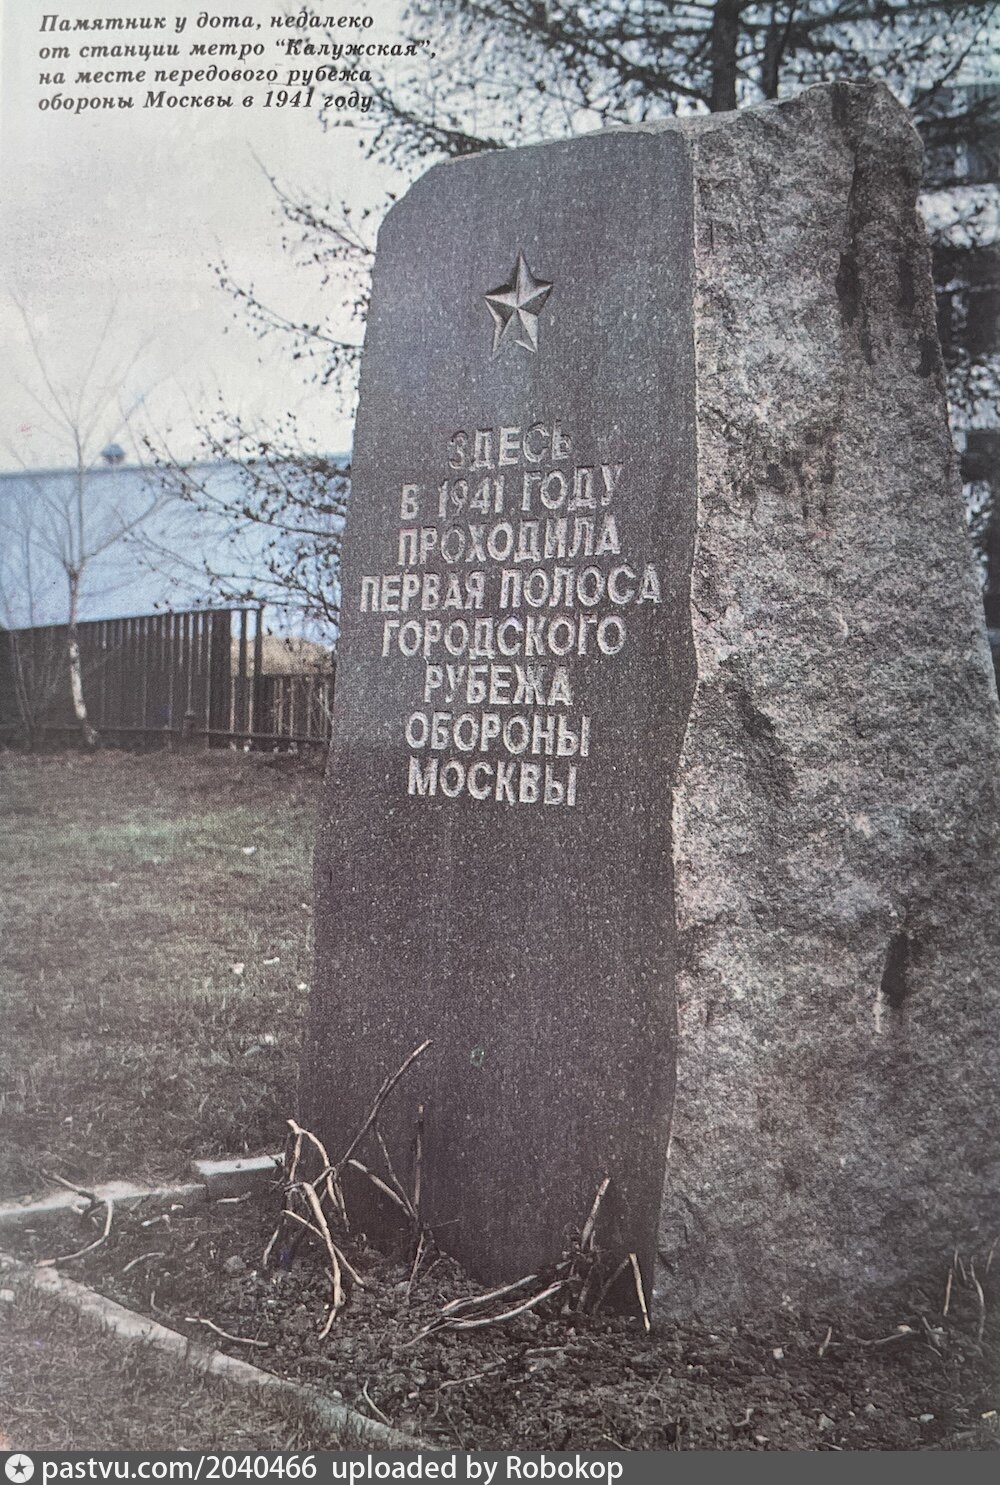 Памятник у дота, недалеко
от станции метро "Калужская",
на месте передового рубежа
обороны Москвы в 1941 году
ЗДЕСЬ
В 1941 ГОДУ
ПРОХОДИЛА
ПЕРВАЯ ПОЛОСА
ГОРОДСКОГО
РУБЕЖА
ОБОРОНЫ
МОСКВЫ
pastvu.com/2040466 uploaded by Robokop